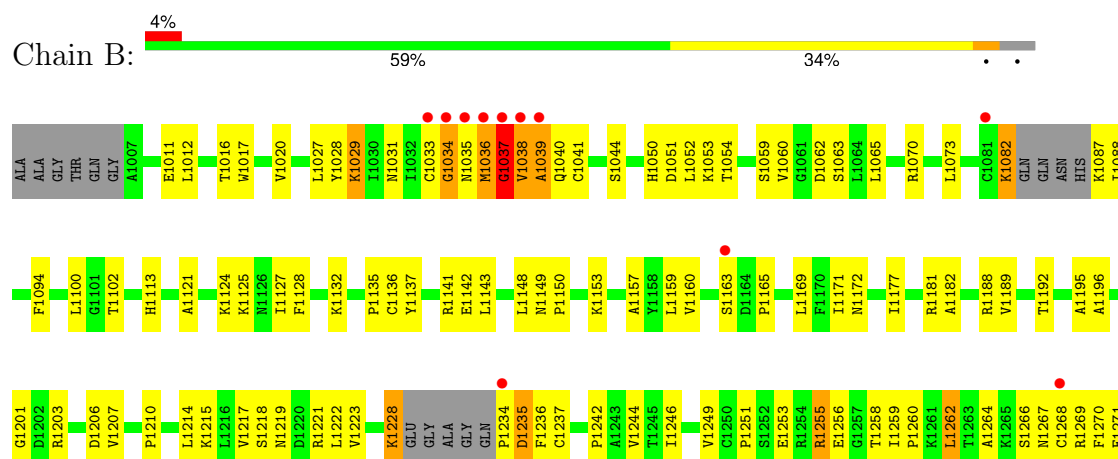 4%
Chain B:
59% 34% • •
ALA ALA GLY THR GLN GLY A1007 E1011 L1012 T1016 W1017 V1020 L1027 Y1028 K1029 I1030 N1031 I1032 C1033 G1034 N1035 M1036 G1037 V1038 A1039 Q1040 C1041 S1044 H1050 D1051 L1052 K1053 T1054 S1059 V1060 G1061 D1062 S1063 L1064 L1065 R1070 L1073 C1081 K1082 GLN GLN ASN HIS K1087 I1088
F1094 L1100 G1101 T1102 H1113 A1121 K1124 K1125 N1126 I1127 F1128 K1132 P1135 C1136 Y1137 R1141 E1142 L1143 L1148 N1149 P1150 K1153 A1157 Y1158 L1159 V1160 S1163 D1164 P1165 L1169 F1170 I1171 N1172 I1177 R1181 A1182 R1188 V1189 T1192 A1195 A1196
G1201 D1202 R1203 D1206 V1207 P1210 L1214 K1215 L1216 V1217 S1218 N1219 D1220 R1221 L1222 V1223 K1228 GLU GLY ALA GLY GLN P1234 D1235 F1236 C1237 P1242 A1243 V1244 T1245 I1246 V1249 C1250 P1251 S1252 E1253 R1254 R1255 E1256 G1257 T1258 I1259 P1260 K1261 L1262 T1263 A1264 K1265 S1266 N1267 C1268 R1269 F1270